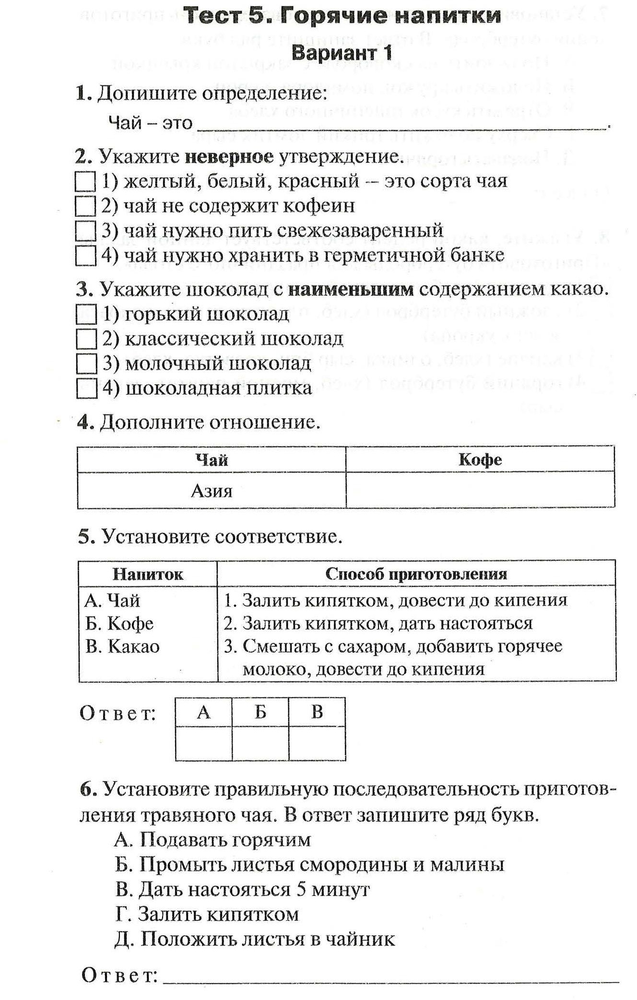 Тест 5. Горячие напитки
Вариант 1
1. Допишите определение:
Чай – это ____.
2. Укажите неверное утверждение.
1) желтый, белый, красный – это сорта чая
2) чай не содержит кофеин
3) чай нужно пить свежезаваренный
4) чай нужно хранить в герметичной банке
3. Укажите шоколад с наименьшим содержанием какао.
1) горький шоколад
2) классический шоколад
3) молочный шоколад
4) шоколадная плитка
4. Дополните отношение.
Чай Кофе
Азия
5. Установите соответствие.
Напиток Способ приготовления
А. Чай 1. Залить кипятком, довести до кипения
Б. Кофе 2. Залить кипятком, дать настояться
В. Какао 3. Смешать с сахаром, добавить горячее
молоко, довести до кипения
Ответ: А Б В
6. Установите правильную последовательность приготов-
ления травяного чая. В ответ запишите ряд букв.
А. Подавать горячим
Б. Промыть листья смородины и малины
В. Дать настояться 5 минут
Г. Залить кипятком
Д. Положить листья в чайник
Ответ: ____